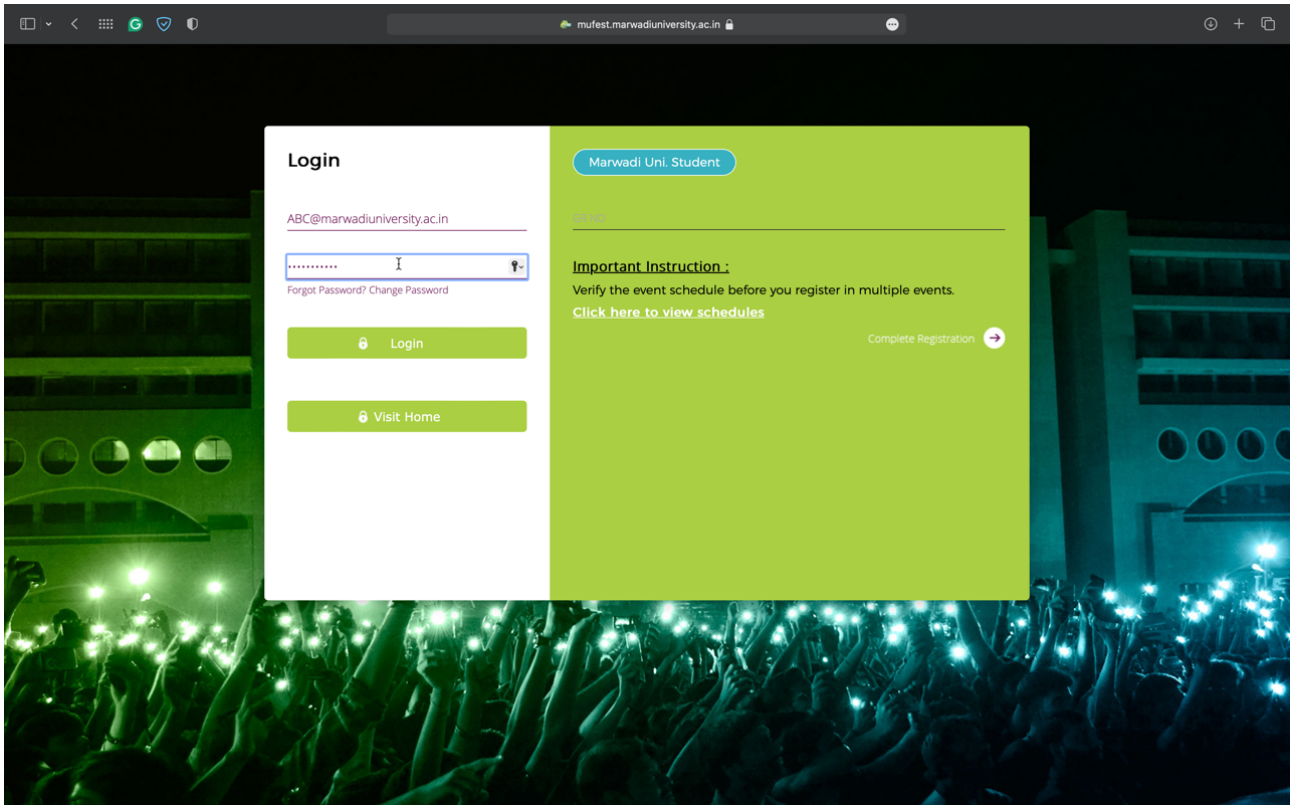 mufest.marwadiuniversity.ac.in
Login
ABC@marwadiuniversity.ac.in
Forgot Password? Change Password
Login
Visit Home
Marwadi Uni. Student
GR NO
Important Instruction :
Verify the event schedule before you register in multiple events.
Click here to view schedules
Complete Registration